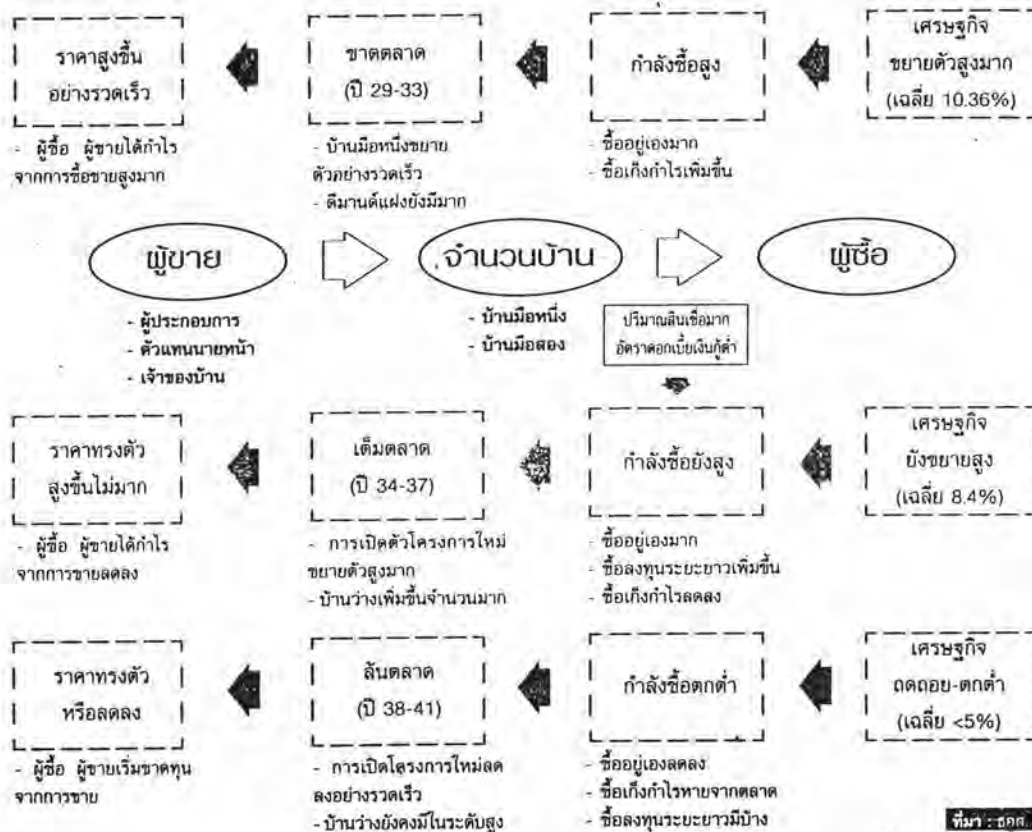 ราคาสูงขึ้น
อย่างรวดเร็ว
- ผู้ซื้อ ผู้ขายได้กำไร
จากการซื้อขายสูงมาก
ขาดตลาด
(ปี 29-33)
- บ้านมือหนึ่งขยาย
ตัวอย่างรวดเร็ว
- ดีมานด์แฝงยังมีมาก
กำลังซื้อสูง
- ซื้ออยู่เองมาก
- ซื้อเก็งกำไรเพิ่มขึ้น
เศรษฐกิจ
ขยายตัวสูงมาก
(เฉลี่ย 10.36%)
ผู้ขาย
- ผู้ประกอบการ
- ตัวแทนนายหน้า
- เจ้าของบ้าน
จำนวนบ้าน
- บ้านมือหนึ่ง
- บ้านมือสอง
ผู้ซื้อ
ปริมาณสินเชื่อมาก
อัตราดอกเบี้ยเงินกู้ต่ำ
ราคาทรงตัว
สูงขึ้นไม่มาก
- ผู้ซื้อ ผู้ขายได้กำไร
จากการขายลดลง
เต็มตลาด
(ปี 34-37)
- การเปิดตัวโครงการใหม่
ขยายตัวสูงมาก
- บ้านว่างเพิ่มขึ้นจำนวนมาก
กำลังซื้อยังสูง
- ซื้ออยู่เองมาก
- ซื้อลงทุนระยะยาวเพิ่มขึ้น
- ซื้อเก็งกำไรลดลง
เศรษฐกิจ
ยังขยายสูง
(เฉลี่ย 8.4%)
ราคาทรงตัว
หรือลดลง
- ผู้ซื้อ ผู้ขายเริ่มขาดทุน
จากการขาย
ล้นตลาด
(ปี 38-41)
- การเปิดโครงการใหม่ลด
ลงอย่างรวดเร็ว
- บ้านว่างยังคงมีในระดับสูง
กำลังซื้อตกต่ำ
- ซื้ออยู่เองลดลง
- ซื้อเก็งกำไรหายจากตลาด
- ซื้อลงทุนระยะยาวมีบ้าง
เศรษฐกิจ
ถดถอย-ตกต่ำ
(เฉลี่ย <5%)
ที่มา : ธอส.